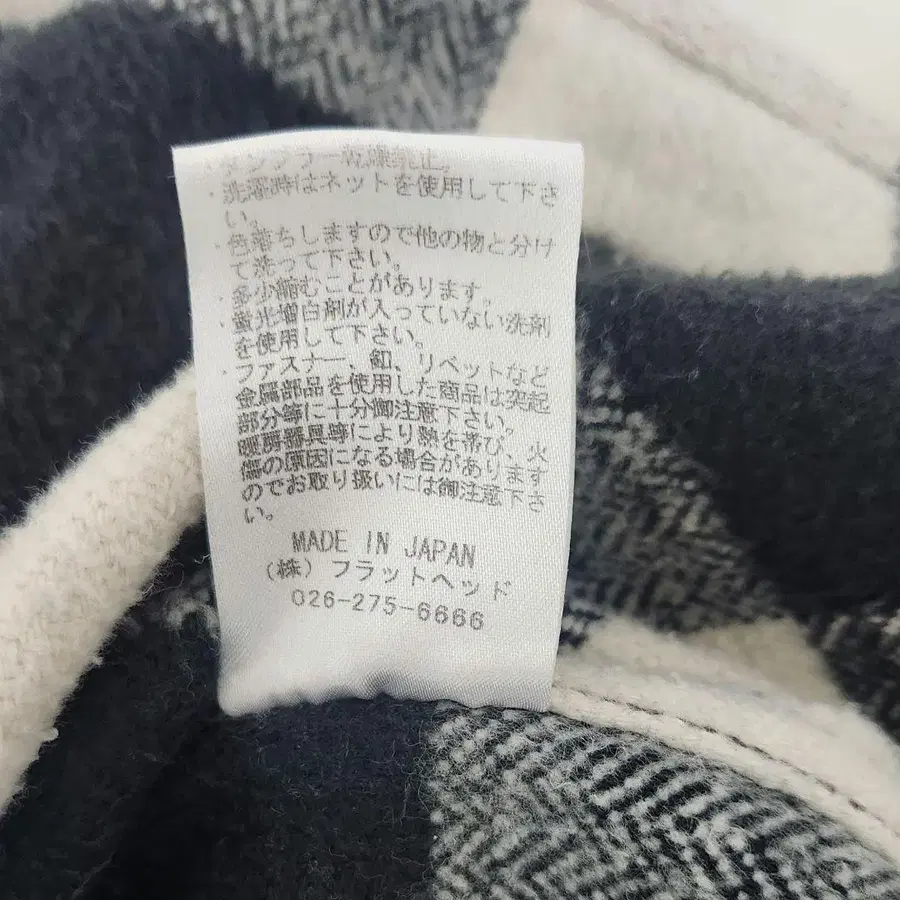 ・タンブラー乾燥禁止。
・洗濯時はネットを使用して下さ
い。
・色落ちしますので他の物と分け
て洗って下さい。
・多少縮むことがあります。
・蛍光増白剤が入っていない洗剤
を使用して下さい。
・ファスナー、釦、リベットなど
金属部品を使用した商品は突起
部分等に十分御注意下さい。
暖房器具等により熱を帯び、火
傷の原因になる場合があります
のでお取り扱いには御注意下さ
い。
MADE IN JAPAN
(株)フラットヘッド
026-275-6666